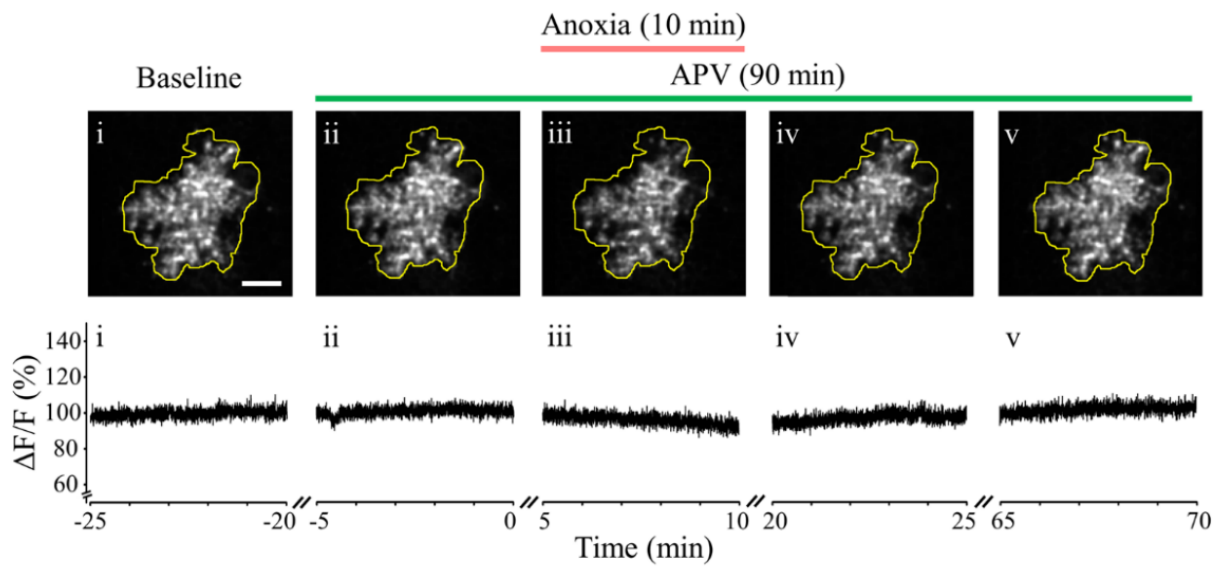 Anoxia (10 min)
Baseline APV (90 min)
i ii iii iv v
i ii iii iv v
140
120
100
80
60
ΔF/F (%)
-25 -20 -5 0 5 10 20 25 65 70
Time (min)